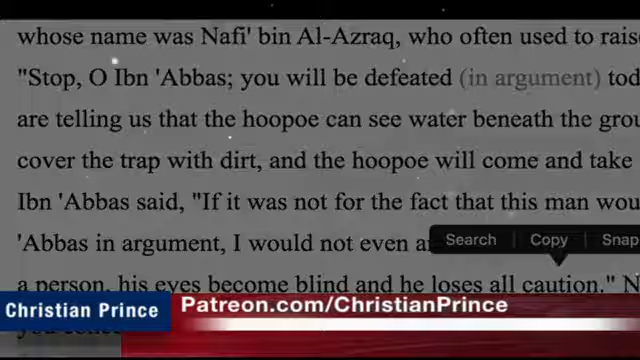 whose name was Nafi' bin Al-Azraq, who often used to rais
"Stop, O Ibn 'Abbas; you will be defeated (in argument) tod
are telling us that the hoopoe can see water beneath the grou
cover the trap with dirt, and the hoopoe will come and take
Ibn 'Abbas said, "If it was not for the fact that this man wou
'Abbas in argument, I would not even a
Search Copy Snap
a person, his eyes become blind and he loses all caution." N
Christian Prince
Patreon.com/ChristianPrince